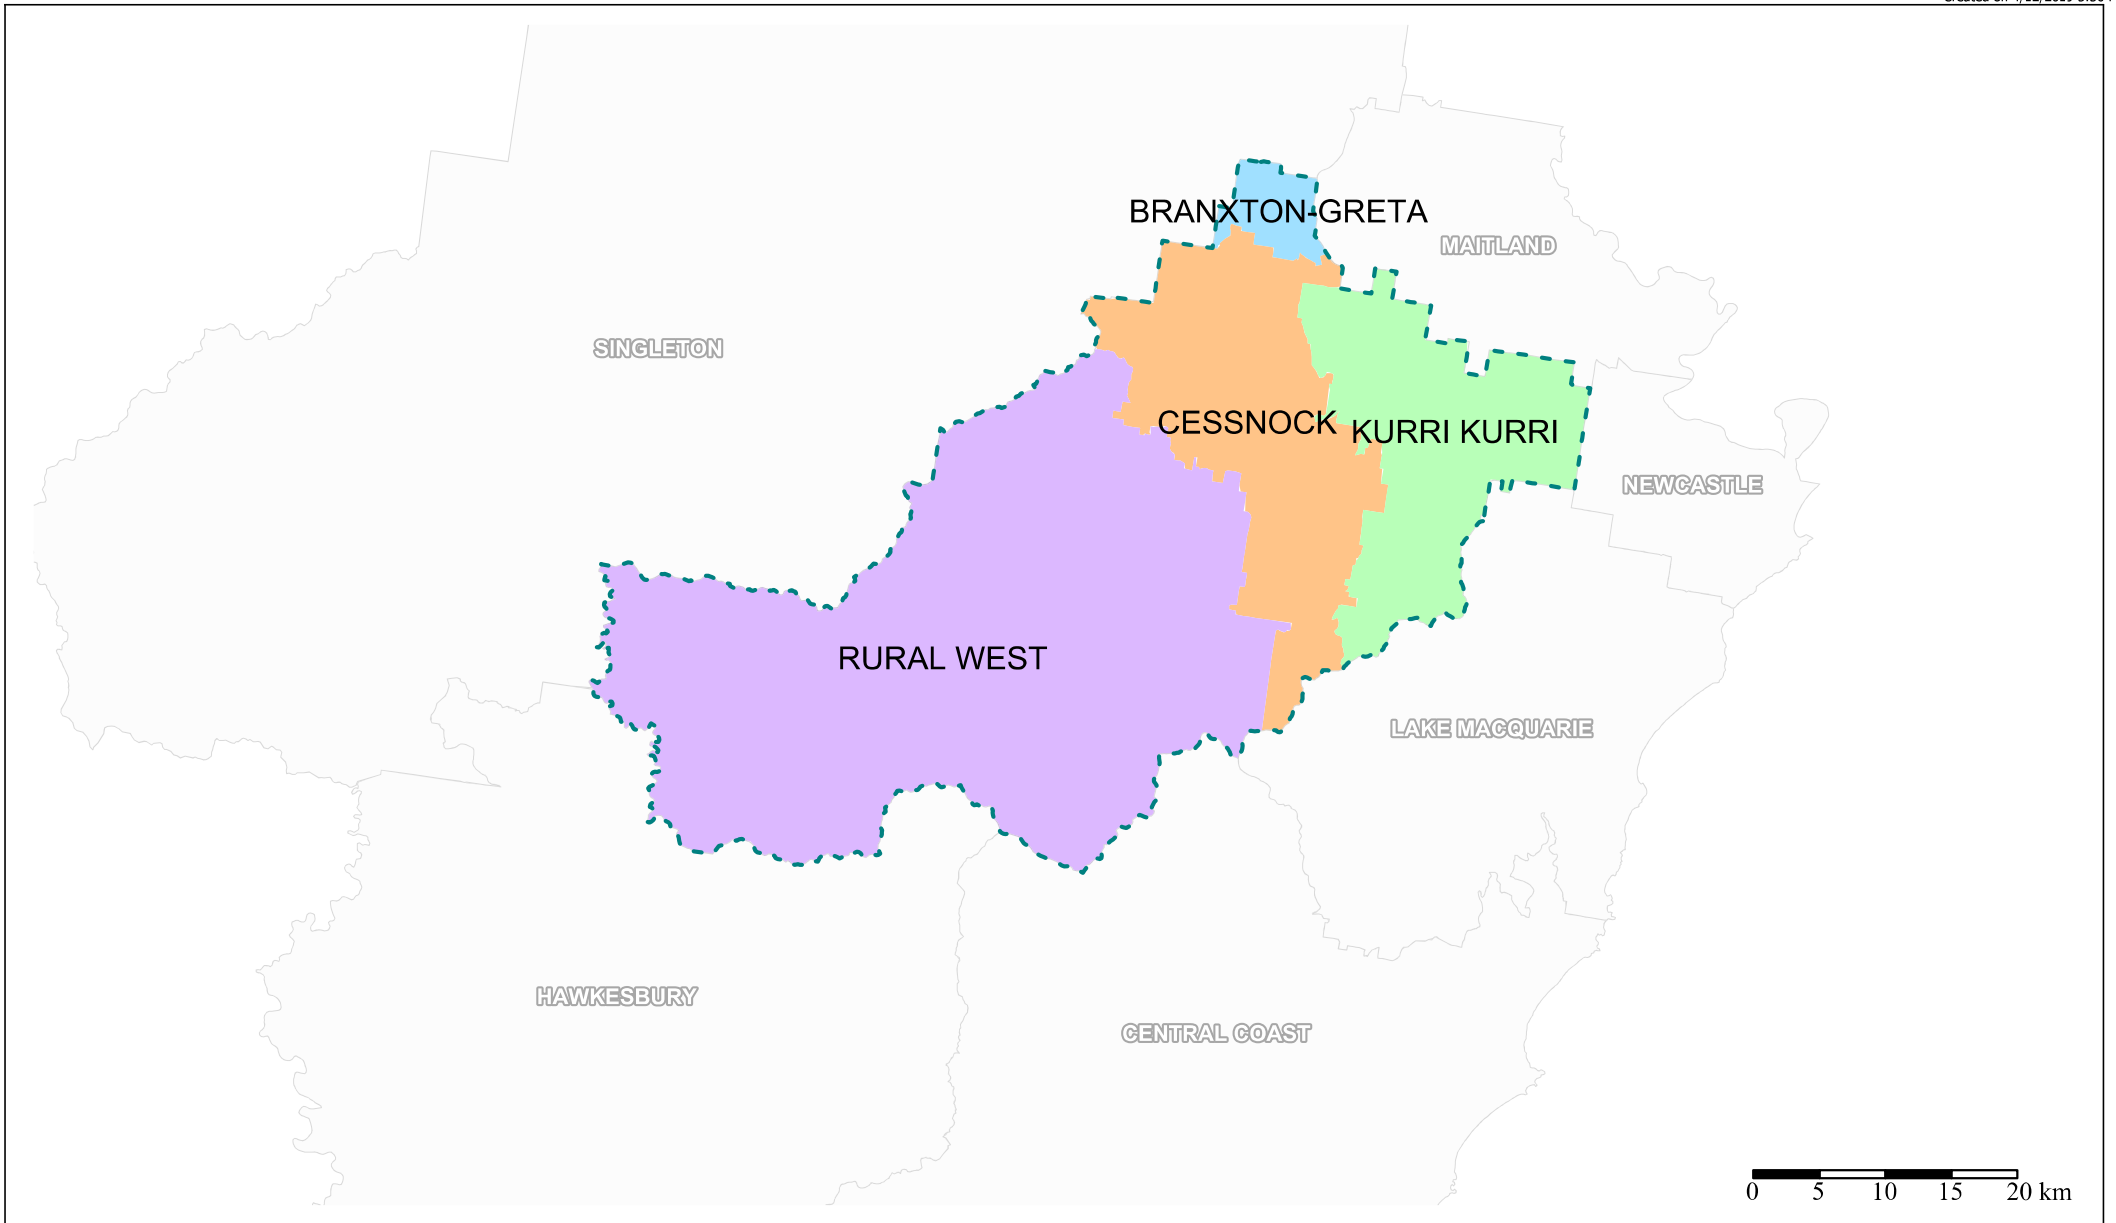 BRANXTON-GRETA
MAITLAND
SINGLETON
CESSNOCK
KURRI KURRI
NEWCASTLE
RURAL WEST
LAKE MACQUARIE
HAWKESBURY
CENTRAL COAST
0 5 10 15 20 km